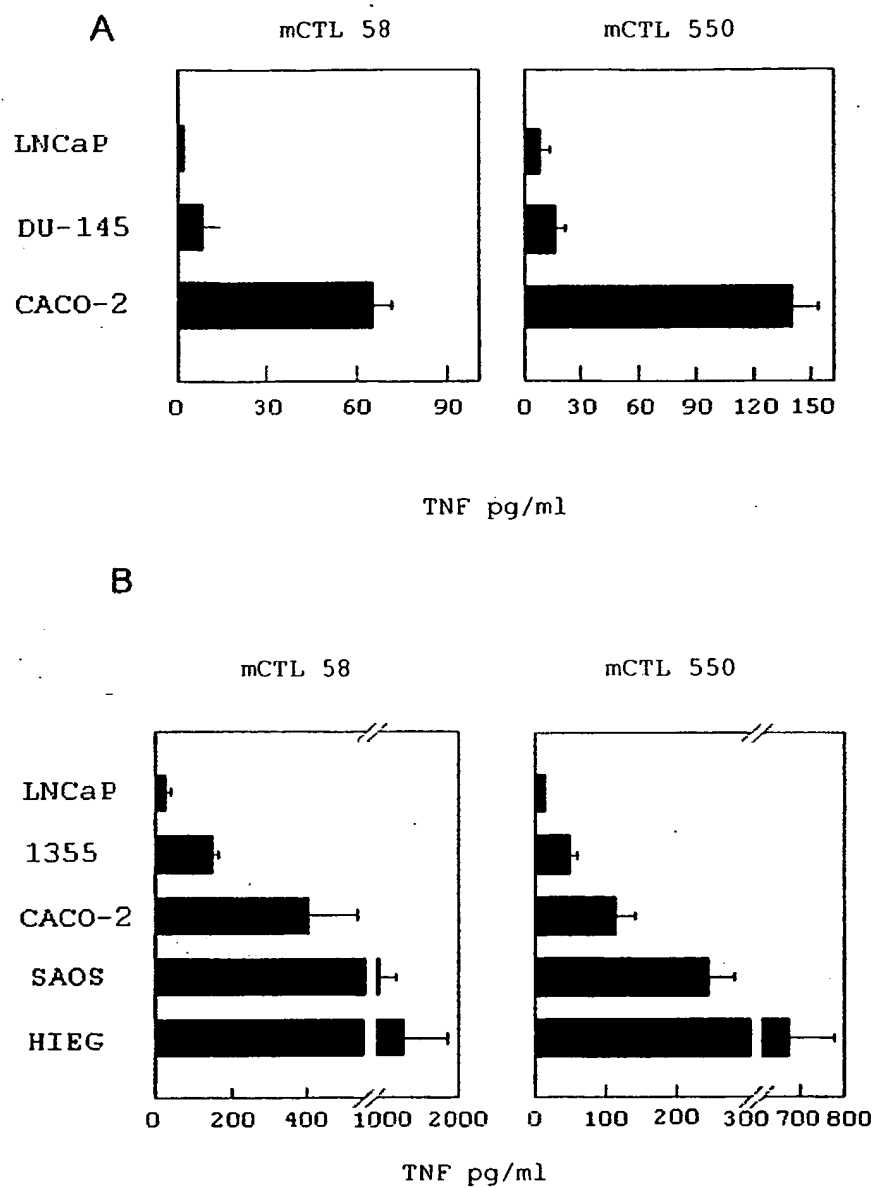 A
mCTL 58
mCTL 550
LNCaP
DU-145
CACO-2
0 30 60 90
0 30 60 90 120 150
TNF pg/ml
B
mCTL 58
mCTL 550
LNCaP
1355
CACO-2
SAOS
HIEG
0 200 400 1000 2000
0 100 200 300 700 800
TNF pg/ml